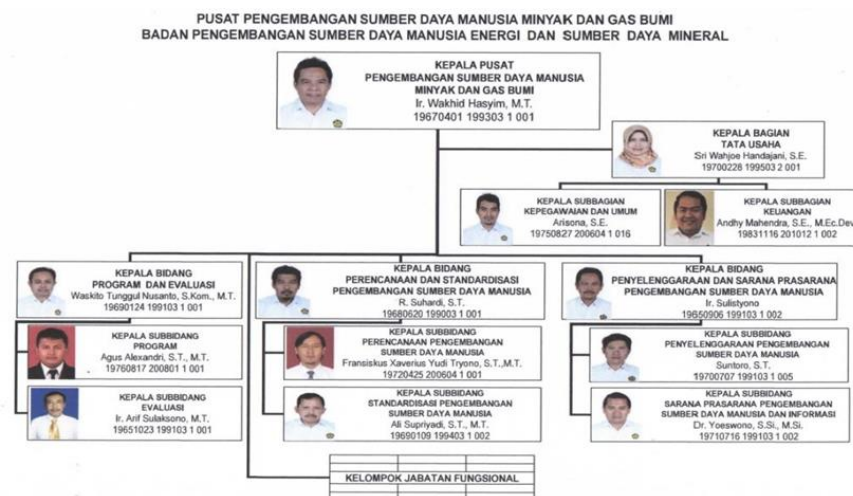 PUSAT PENGEMBANGAN SUMBER DAYA MANUSIA MINYAK DAN GAS BUMI
BADAN PENGEMBANGAN SUMBER DAYA MANUSIA ENERGI DAN SUMBER DAYA MINERAL
KEPALA PUSAT
PENGEMBANGAN SUMBER DAYA MANUSIA
MINYAK DAN GAS BUMI
Ir. Wakhid Hasyim, M.T.
19670401 199303 1 001
KEPALA BAGIAN
TATA USAHA
Sri Wahjoe Handajani, S.E.
19700228 199503 2 001
KEPALA SUBBAGIAN
KEPEGAWAIAN DAN UMUM
Arisona, S.E.
19750827 200604 1 016
KEPALA SUBBAGIAN
KEUANGAN
Andhy Mahendra, S.E., M.Ec.Dev
19831116 201012 1 002
KEPALA BIDANG
PROGRAM DAN EVALUASI
Waskito Tunggul Nusanto, S.Kom., M.T.
19690124 199103 1 001
KEPALA BIDANG
PERENCANAAN DAN STANDARDISASI
PENGEMBANGAN SUMBER DAYA MANUSIA
R. Suhardi, S.T.
19680620 199003 1 001
KEPALA BIDANG
PENYELENGGARAAN DAN SARANA PRASARANA
PENGEMBANGAN SUMBER DAYA MANUSIA
Ir. Sulistyono
19650906 199103 1 002
KEPALA SUBBIDANG
PROGRAM
Agus Alexandri, S.T., M.T.
19760817 200801 1 001
KEPALA SUBBIDANG
PERENCANAAN PENGEMBANGAN
SUMBER DAYA MANUSIA
Fransiskus Xaverius Yudi Tryono, S.T.,M.T.
19720425 200604 1 001
KEPALA SUBBIDANG
PENYELENGGARAAN PENGEMBANGAN
SUMBER DAYA MANUSIA
Suntoro, S.T.
19700707 199103 1 005
KEPALA SUBBIDANG
EVALUASI
Ir. Arif Sulaksono, M.T.
19651023 199103 1 001
KEPALA SUBBIDANG
STANDARDISASI PENGEMBANGAN
SUMBER DAYA MANUSIA
Ali Supriyadi, S.T., M.T.
19690109 199403 1 002
KEPALA SUBBIDANG
SARANA PRASARANA PENGEMBANGAN
SUMBER DAYA MANUSIA DAN INFORMASI
Dr. Yoeswono, S.Si., M.Si.
19710716 199103 1 002
KELOMPOK JABATAN FUNGSIONAL